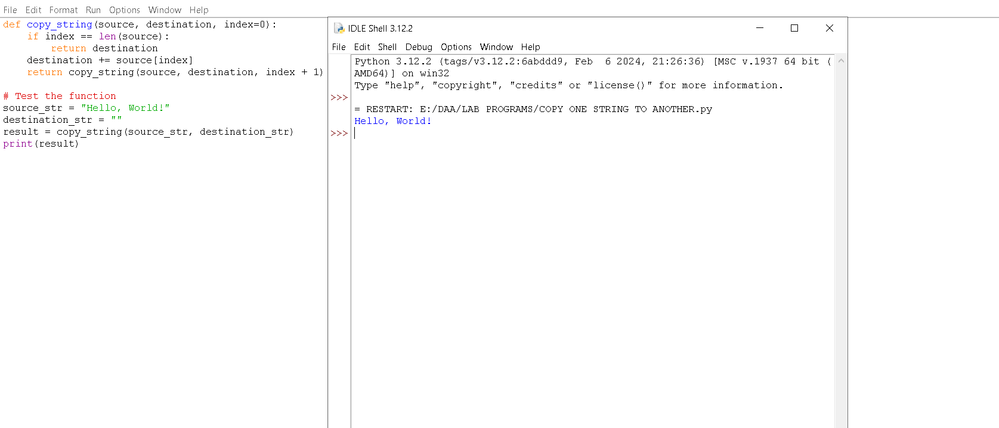 File Edit Format Run Options Window Help
def copy_string(source, destination, index=0):
    if index == len(source):
        return destination
    destination += source[index]
    return copy_string(source, destination, index + 1)

# Test the function
source_str = "Hello, World!"
destination_str = ""
result = copy_string(source_str, destination_str)
print(result)
IDLE Shell 3.12.2
File Edit Shell Debug Options Window Help
Python 3.12.2 (tags/v3.12.2:6abddd9, Feb  6 2024, 21:26:36) [MSC v.1937 64 bit (
AMD64)] on win32
Type "help", "copyright", "credits" or "license()" for more information.
>>>
= RESTART: E:/DAA/LAB PROGRAMS/COPY ONE STRING TO ANOTHER.py
Hello, World!
>>>